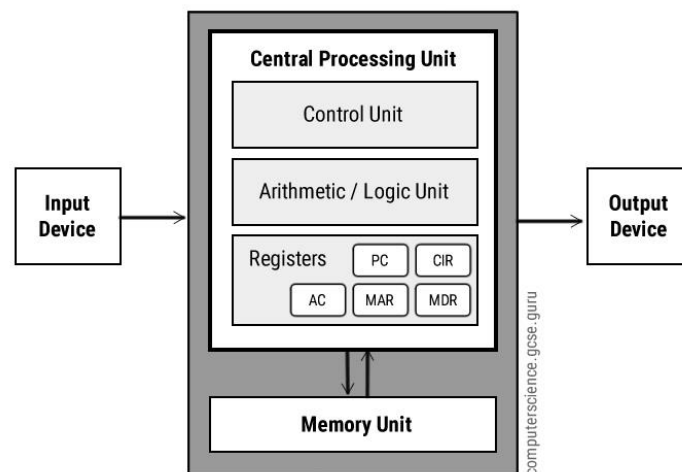 Central Processing Unit
Control Unit
Input
Device
Arithmetic / Logic Unit
Output
Device
Registers
PC
CIR
AC
MAR
MDR
Memory Unit
computerscience.gcse.guru